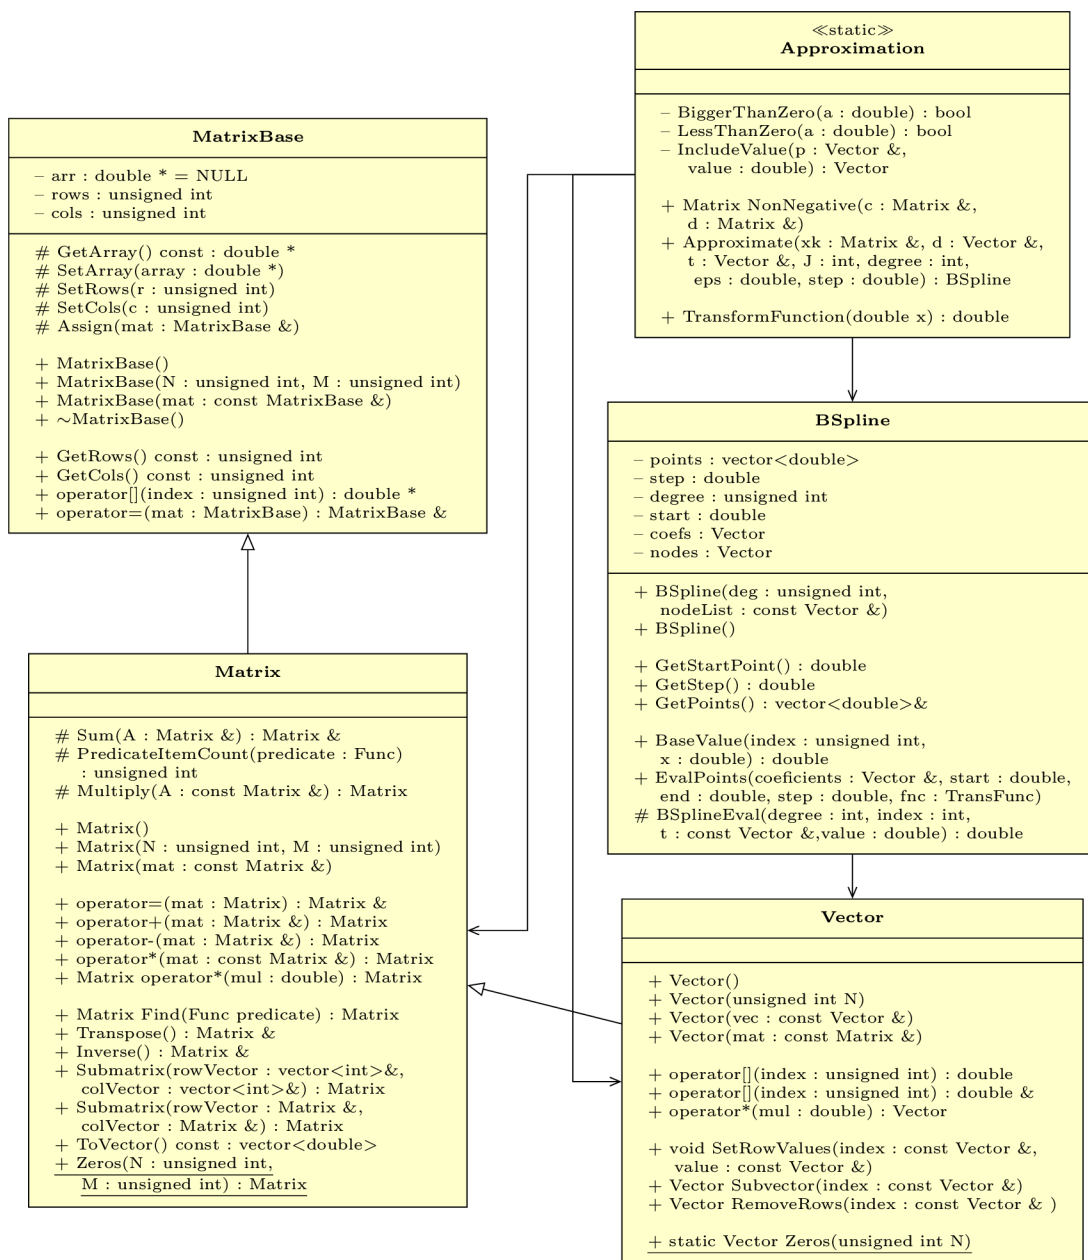 ≪static≫
Approximation
– BiggerThanZero(a : double) : bool
– LessThanZero(a : double) : bool
– IncludeValue(p : Vector &,
value : double) : Vector
+ Matrix NonNegative(c : Matrix &,
d : Matrix &)
+ Approximate(xk : Matrix &, d : Vector &,
t : Vector &, J : int, degree : int,
eps : double, step : double) : BSpline
+ TransformFunction(double x) : double
MatrixBase
– arr : double * = NULL
– rows : unsigned int
– cols : unsigned int
# GetArray() const : double *
# SetArray(array : double *)
# SetRows(r : unsigned int)
# SetCols(c : unsigned int)
# Assign(mat : MatrixBase &)
+ MatrixBase()
+ MatrixBase(N : unsigned int, M : unsigned int)
+ MatrixBase(mat : const MatrixBase &)
+ ∼MatrixBase()
+ GetRows() const : unsigned int
+ GetCols() const : unsigned int
+ operator[](index : unsigned int) : double *
+ operator=(mat : MatrixBase) : MatrixBase &
BSpline
– points : vector<double>
– step : double
– degree : unsigned int
– start : double
– coefs : Vector
– nodes : Vector
+ BSpline(deg : unsigned int,
nodeList : const Vector &)
+ BSpline()
+ GetStartPoint() : double
+ GetStep() : double
+ GetPoints() : vector<double>&
+ BaseValue(index : unsigned int,
x : double) : double
+ EvalPoints(coeficients : Vector &, start : double,
end : double, step : double, fnc : TransFunc)
# BSplineEval(degree : int, index : int,
t : const Vector &,value : double) : double
Matrix
# Sum(A : Matrix &) : Matrix &
# PredicateItemCount(predicate : Func)
: unsigned int
# Multiply(A : const Matrix &) : Matrix
+ Matrix()
+ Matrix(N : unsigned int, M : unsigned int)
+ Matrix(mat : const Matrix &)
+ operator=(mat : Matrix) : Matrix &
+ operator+(mat : Matrix &) : Matrix
+ operator-(mat : Matrix &) : Matrix
+ operator*(mat : const Matrix &) : Matrix
+ Matrix operator*(mul : double) : Matrix
+ Matrix Find(Func predicate) : Matrix
+ Transpose() : Matrix &
+ Inverse() : Matrix &
+ Submatrix(rowVector : vector<int>&,
colVector : vector<int>&) : Matrix
+ Submatrix(rowVector : Matrix &,
colVector : Matrix &) : Matrix
+ ToVector() const : vector<double>
+ Zeros(N : unsigned int,
M : unsigned int) : Matrix
Vector
+ Vector()
+ Vector(unsigned int N)
+ Vector(vec : const Vector &)
+ Vector(mat : const Matrix &)
+ operator[](index : unsigned int) : double
+ operator[](index : unsigned int) : double &
+ operator*(mul : double) : Vector
+ void SetRowValues(index : const Vector &,
value : const Vector &)
+ Vector Subvector(index : const Vector &)
+ Vector RemoveRows(index : const Vector & )
+ static Vector Zeros(unsigned int N)